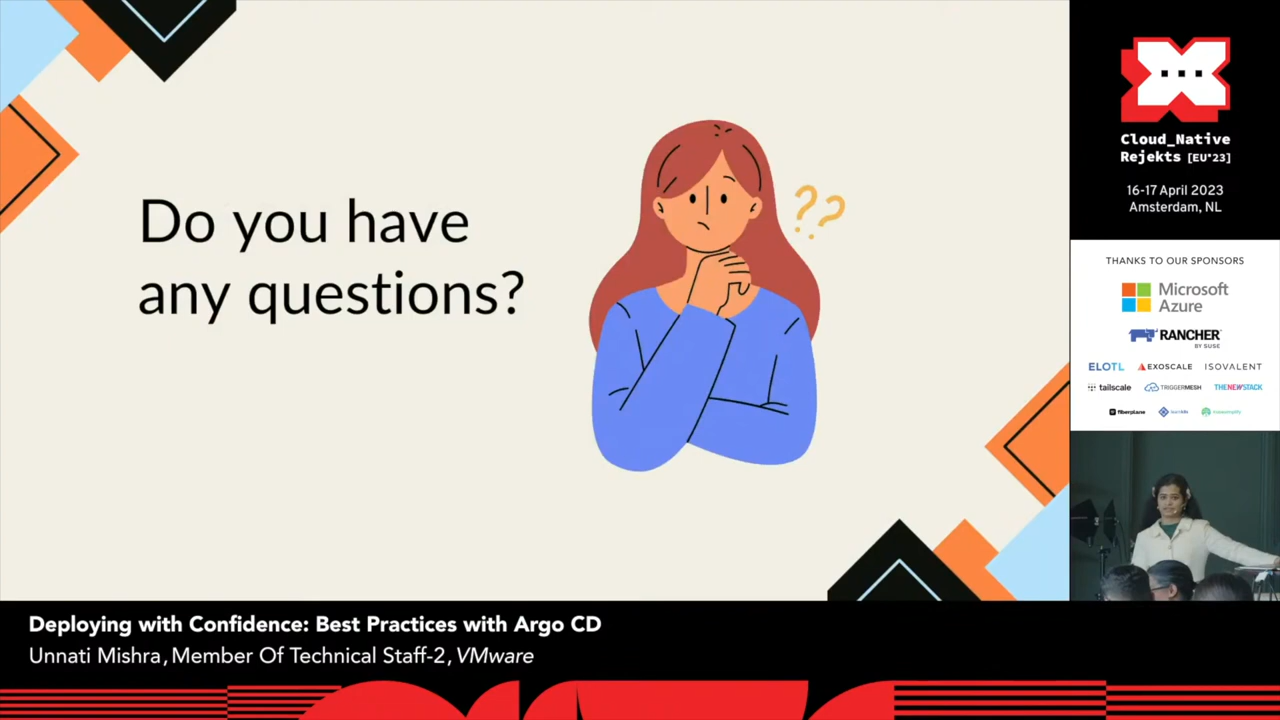 Do you have
any questions?
??
Cloud_Native
Rejekts [EU'23]
16-17 April 2023
Amsterdam, NL
THANKS TO OUR SPONSORS
Microsoft
Azure
RANCHER
BY SUSE
ELOTL EXOSCALE ISOVALENT
tailscale TRIGGERMESH THENEWSTACK
fiberplane
Deploying with Confidence: Best Practices with Argo CD
Unnati Mishra, Member Of Technical Staff-2, VMware